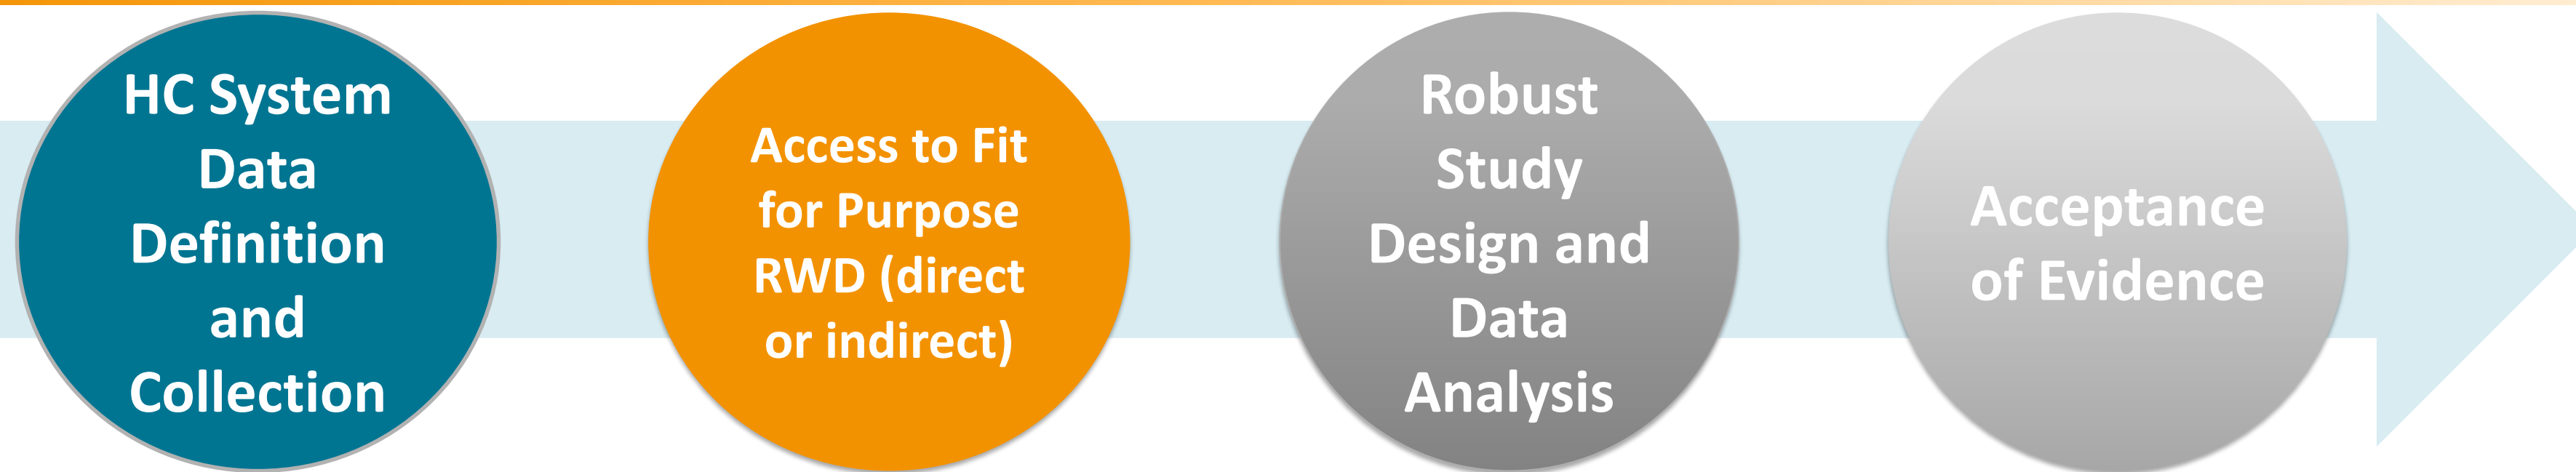 HC System
Data
Definition
and
Collection
Access to Fit
for Purpose
RWD (direct
or indirect)
Robust
Study
Design and
Data
Analysis
Acceptance
of Evidence